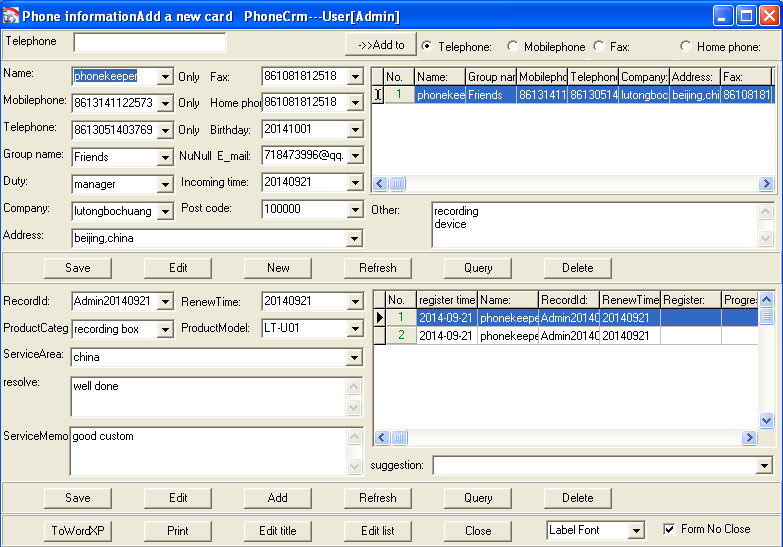 Phone informationAdd a new card PhoneCrm---User[Admin]
Telephone ->>Add to Telephone: Mobilephone Fax: Home phone:
Name: phonekeeper Only Fax: 861081812518
Mobilephone: 8613141122573 Only Home phon 861081812518
Telephone: 8613051403769 Only Birthday: 20141001
Group name: Friends NuNull E_mail: 718473996@qq.
Duty: manager Incoming time: 20140921
Company: lutongbochuang Post code: 100000
Address: beijing,china
No. Name: Group nar Mobilepho Telephone Company: Address: Fax:
1 phonekee Friends 86131411 86130514 lutongboc beijing,chi 86108181
Other: recording
device
Save Edit New Refresh Query Delete
RecordId: Admin20140921 RenewTime: 20140921
ProductCateg recording box ProductModel: LT-U01
ServiceArea: china
resolve: well done
ServiceMemo good custom
No. register time Name: RecordId: RenewTime Register: Progres
1 2014-09-21 phonekeepe Admin20140 20140921
2 2014-09-21 phonekeepe Admin20140 20140921
suggestion:
Save Edit Add Refresh Query Delete
ToWordXP Print Edit title Edit list Close Label Font Form No Close